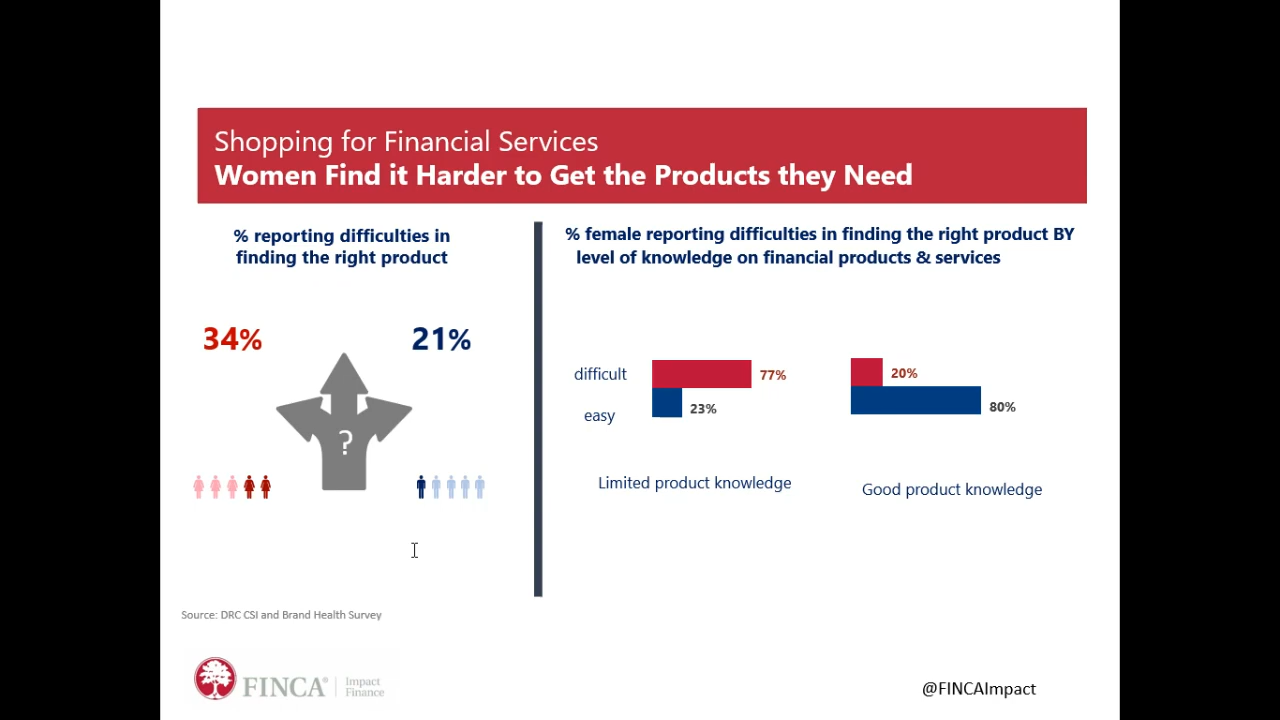 Shopping for Financial Services
Women Find it Harder to Get the Products they Need
% reporting difficulties in
finding the right product
34%
21%
?
% female reporting difficulties in finding the right product BY
level of knowledge on financial products & services
difficult
77%
easy
23%
20%
80%
Limited product knowledge
Good product knowledge
Source: DRC CSI and Brand Health Survey
FINCA®
Impact
Finance
@FINCAImpact